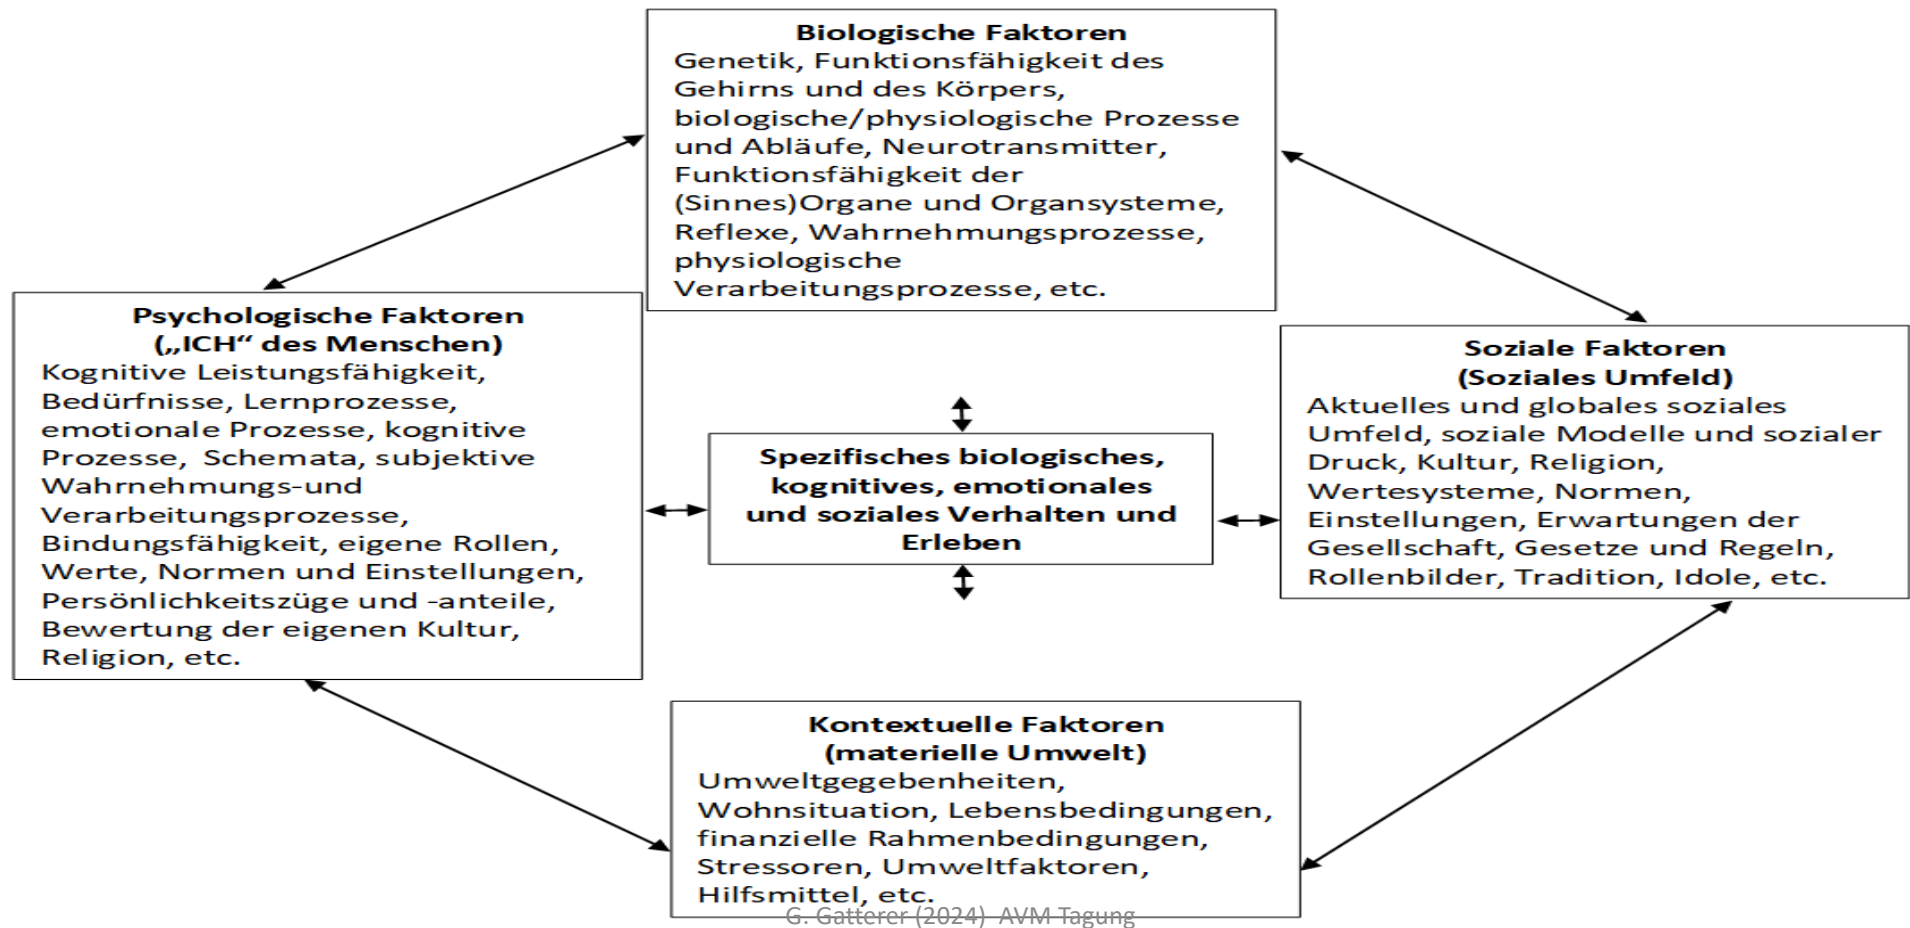 Biologische Faktoren
Genetik, Funktionsfähigkeit des
Gehirns und des Körpers,
biologische/physiologische Prozesse
und Abläufe, Neurotransmitter,
Funktionsfähigkeit der
(Sinnes)Organe und Organsysteme,
Reflexe, Wahrnehmungsprozesse,
physiologische
Verarbeitungsprozesse, etc.
Psychologische Faktoren
(„ICH“ des Menschen)
Kognitive Leistungsfähigkeit,
Bedürfnisse, Lernprozesse,
emotionale Prozesse, kognitive
Prozesse, Schemata, subjektive
Wahrnehmungs-und
Verarbeitungsprozesse,
Bindungsfähigkeit, eigene Rollen,
Werte, Normen und Einstellungen,
Persönlichkeitszüge und -anteile,
Bewertung der eigenen Kultur,
Religion, etc.
Spezifisches biologisches,
kognitives, emotionales
und soziales Verhalten und
Erleben
Soziale Faktoren
(Soziales Umfeld)
Aktuelles und globales soziales
Umfeld, soziale Modelle und sozialer
Druck, Kultur, Religion,
Wertesysteme, Normen,
Einstellungen, Erwartungen der
Gesellschaft, Gesetze und Regeln,
Rollenbilder, Tradition, Idole, etc.
Kontextuelle Faktoren
(materielle Umwelt)
Umweltgegebenheiten,
Wohnsituation, Lebensbedingungen,
finanzielle Rahmenbedingungen,
Stressoren, Umweltfaktoren,
Hilfsmittel, etc.
G. Gatterer (2024) AVM Tagung